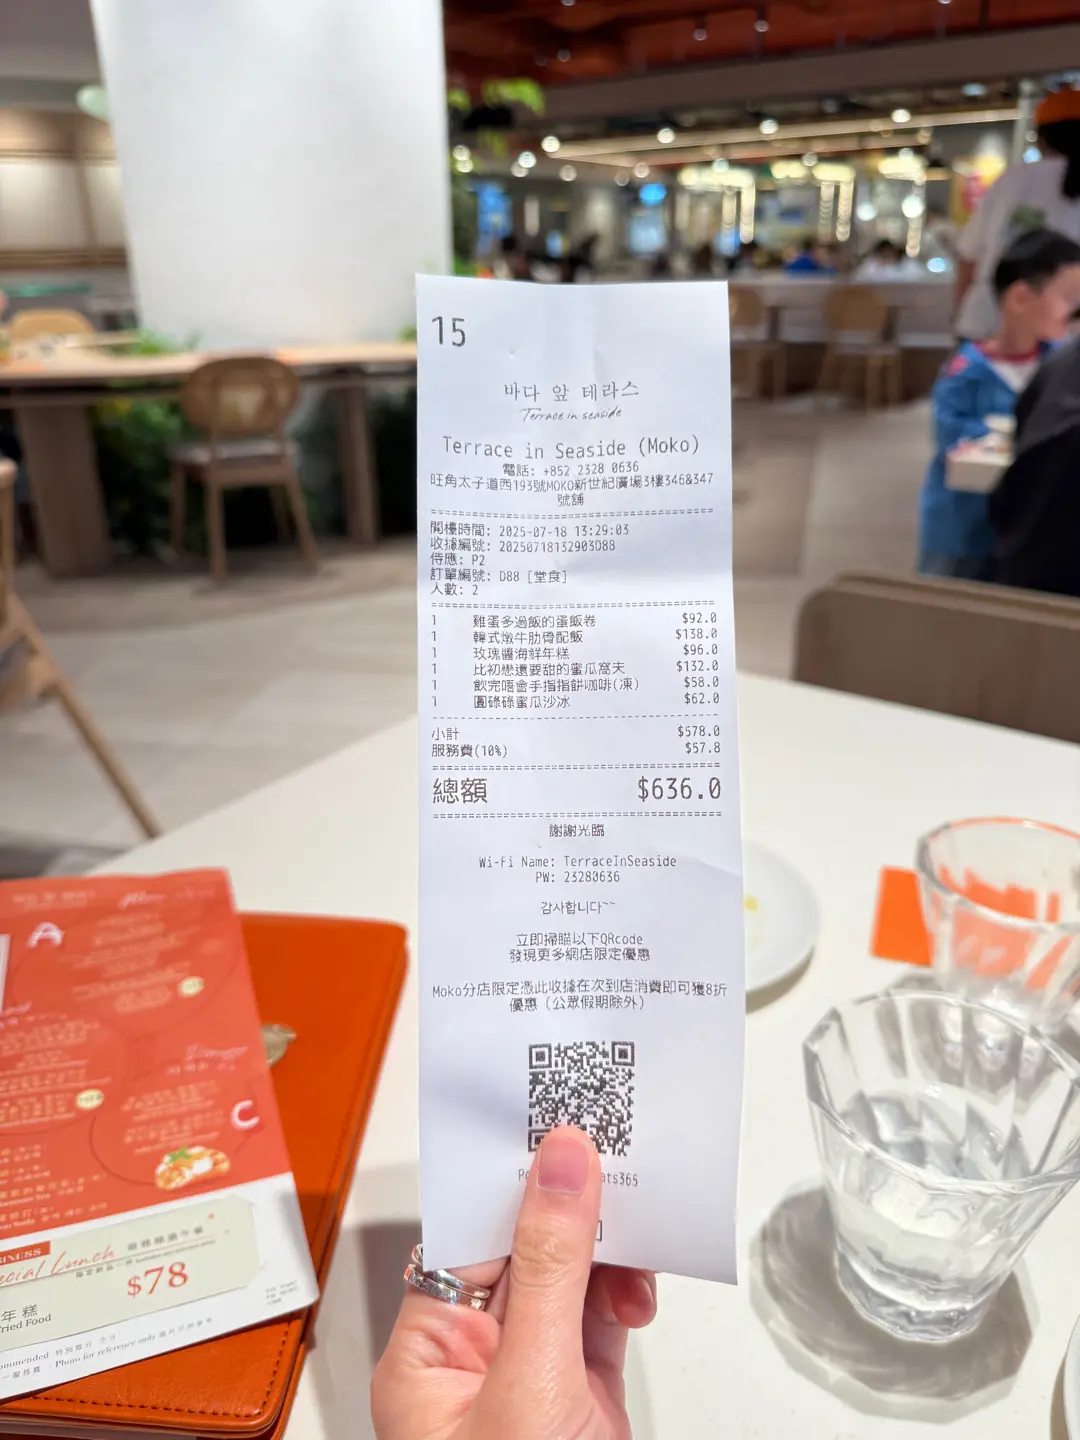 15
바다 앞 테라스
Terrace in seaside
Terrace in Seaside (Moko)
電話: +852 2328 0636
旺角太子道西193號MOKO新世紀廣場3樓346&347
號舖
開檯時間: 2025-07-18 13:29:03
收據編號: 20250718132903D88
侍應: P2
訂單編號: D88 [堂食]
人數: 2
1 雞蛋多過飯的蛋飯卷 $92.0
1 韓式燉牛肋骨配飯 $138.0
1 玫瑰醬海鮮年糕 $96.0
1 比初戀還要甜的蜜瓜窩夫 $132.0
1 飲完唔會手指指餅咖啡(凍) $58.0
1 圓碌碌蜜瓜沙冰 $62.0
小計 $578.0
服務費(10%) $57.8
總額 $636.0
謝謝光臨
Wi-Fi Name: TerraceInSeaside
PW: 23280636
감사합니다~~
立即掃瞄以下QRcode
發現更多網店限定優惠
Moko分店限定憑此收據在次到店消費即可獲8折
優惠 (公眾假期除外)
A
C
Lunch
$78
年糕
Fried Food
Photo for reference only